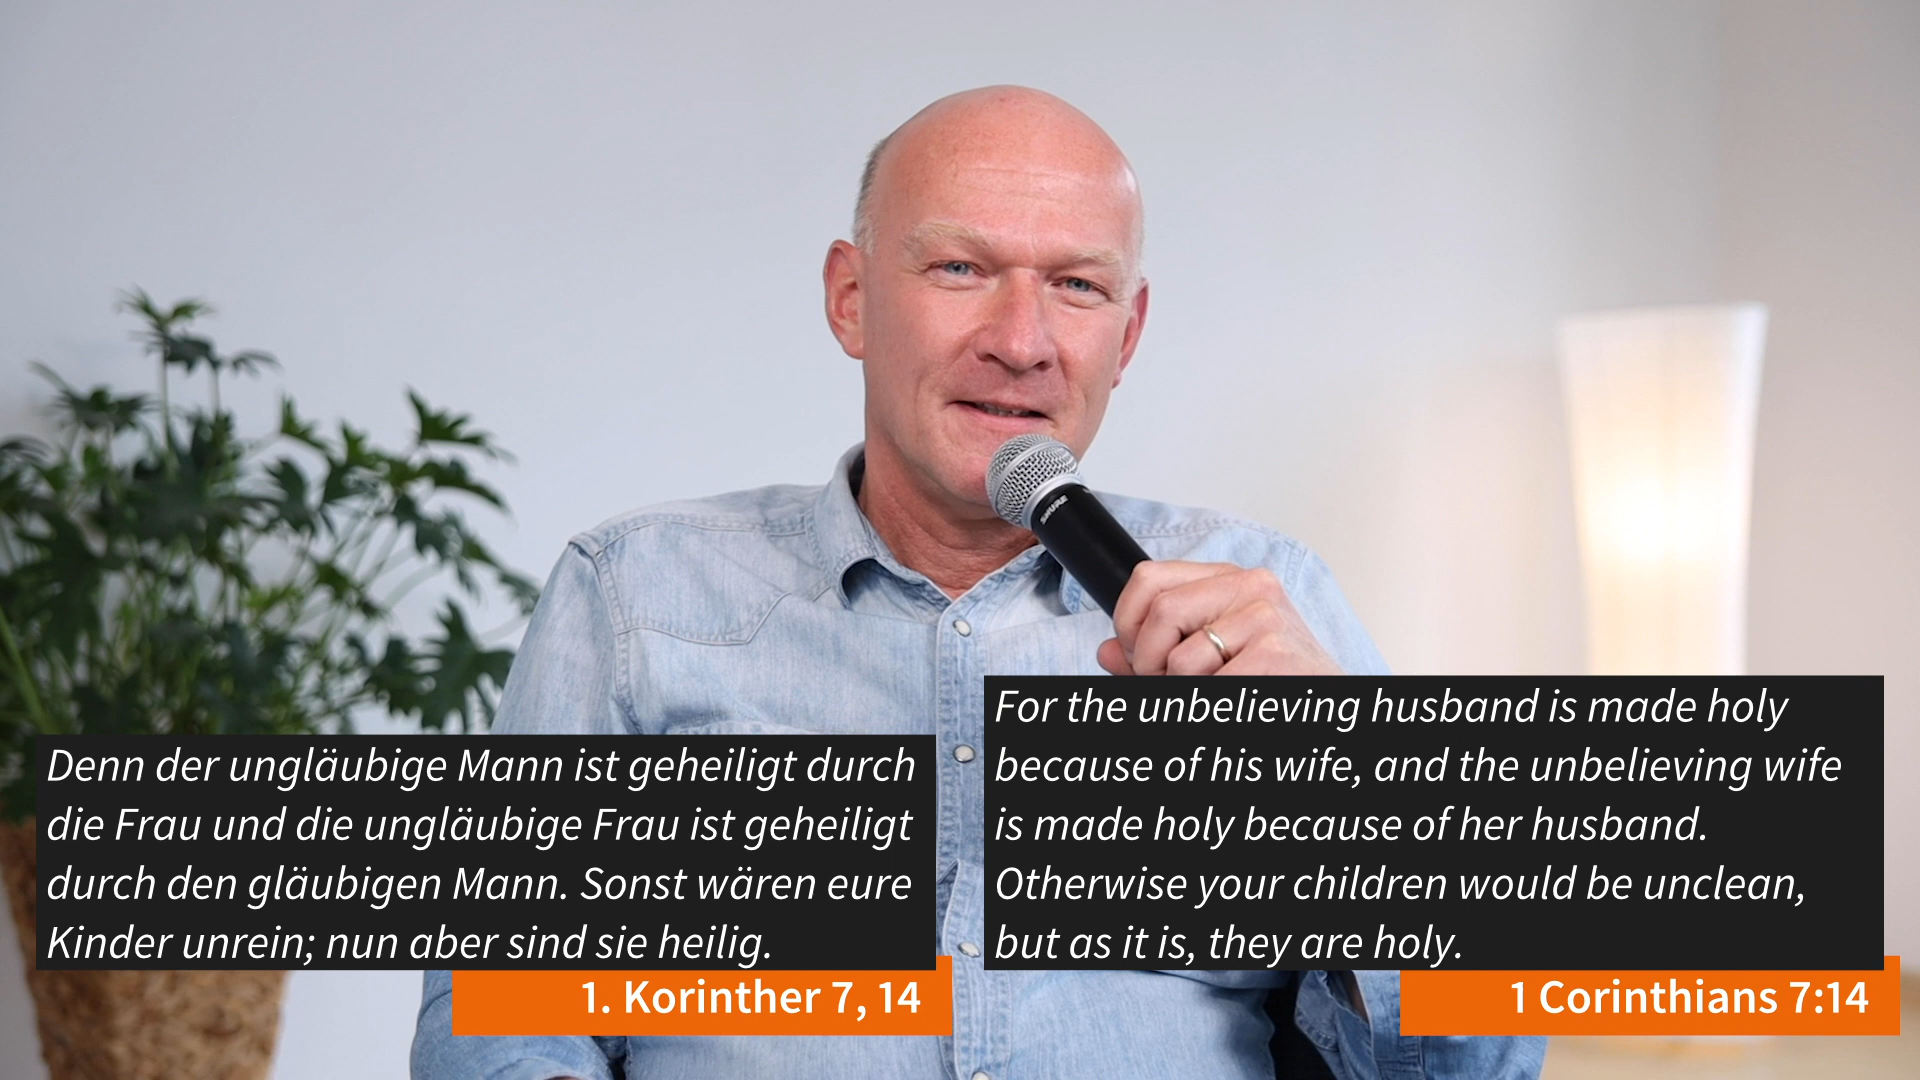 SHURE
Denn der ungläubige Mann ist geheiligt durch
die Frau und die ungläubige Frau ist geheiligt
durch den gläubigen Mann. Sonst wären eure
Kinder unrein; nun aber sind sie heilig.
1. Korinther 7, 14
For the unbelieving husband is made holy
because of his wife, and the unbelieving wife
is made holy because of her husband.
Otherwise your children would be unclean,
but as it is, they are holy.
1 Corinthians 7:14